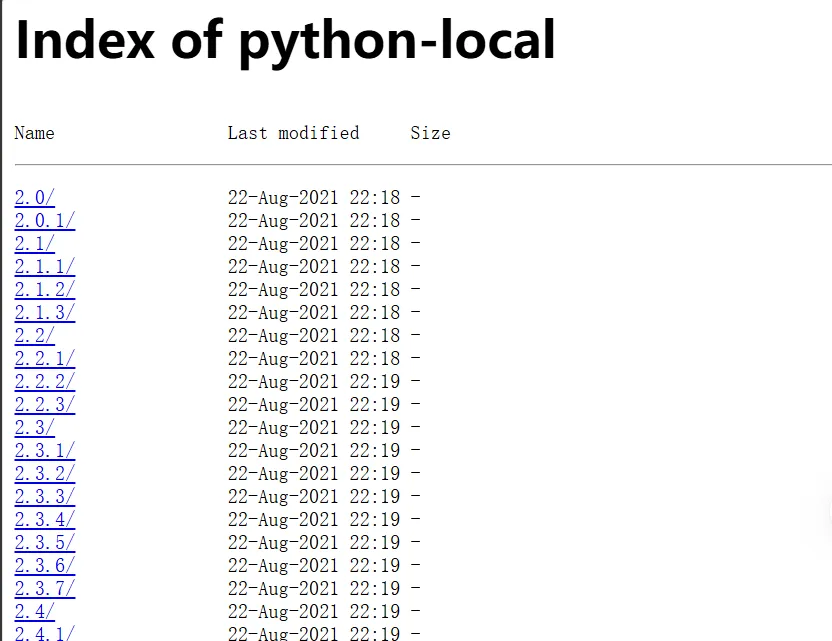 Index of python-local
Name Last modified Size
2.0/ 22-Aug-2021 22:18 -
2.0.1/ 22-Aug-2021 22:18 -
2.1/ 22-Aug-2021 22:18 -
2.1.1/ 22-Aug-2021 22:18 -
2.1.2/ 22-Aug-2021 22:18 -
2.1.3/ 22-Aug-2021 22:18 -
2.2/ 22-Aug-2021 22:18 -
2.2.1/ 22-Aug-2021 22:18 -
2.2.2/ 22-Aug-2021 22:19 -
2.2.3/ 22-Aug-2021 22:19 -
2.3/ 22-Aug-2021 22:19 -
2.3.1/ 22-Aug-2021 22:19 -
2.3.2/ 22-Aug-2021 22:19 -
2.3.3/ 22-Aug-2021 22:19 -
2.3.4/ 22-Aug-2021 22:19 -
2.3.5/ 22-Aug-2021 22:19 -
2.3.6/ 22-Aug-2021 22:19 -
2.3.7/ 22-Aug-2021 22:19 -
2.4/ 22-Aug-2021 22:19 -
2.4.1/ 22-Aug-2021 22:19 -